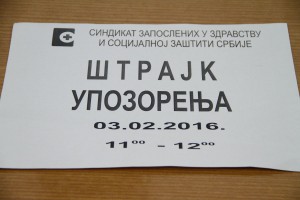 СИНДИКАТ ЗАПОСЛЕНИХ У ЗДРАВСТВУ
И СОЦИЈАЛНОЈ ЗАШТИТИ СРБИЈЕ
ШТРАЈК
УПОЗОРЕЊА
03.02.2016.
11⁰⁰ - 12⁰⁰